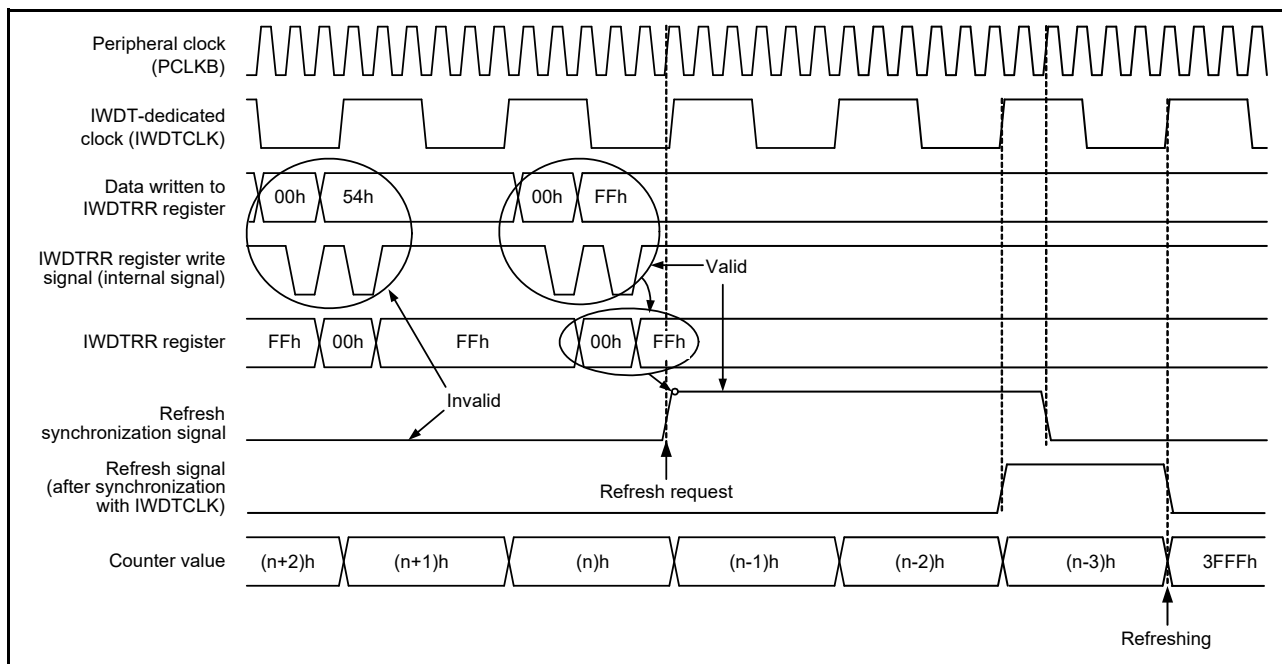 Peripheral clock
(PCLKB)
IWDT-dedicated
clock (IWDTCLK)
Data written to
IWDTRR register
00h 54h 00h FFh
IWDTRR register write
signal (internal signal)
Valid
IWDTRR register
FFh 00h FFh 00h FFh
Invalid
Refresh
synchronization signal
Refresh signal
(after synchronization
with IWDTCLK)
Refresh request
Counter value
(n+2)h (n+1)h (n)h (n-1)h (n-2)h (n-3)h 3FFFh
Refreshing